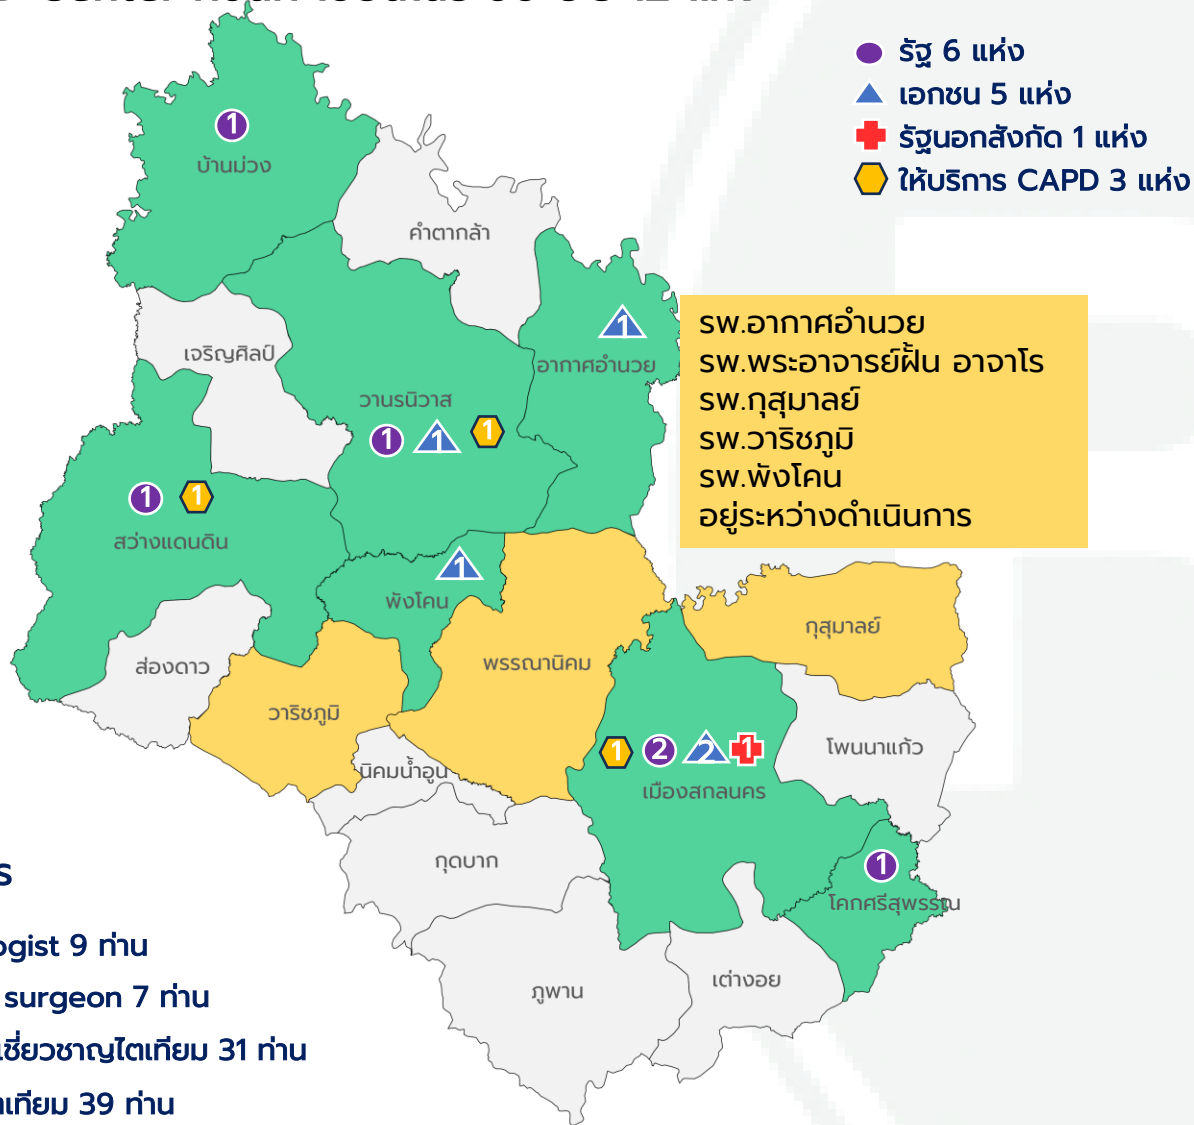 รัฐ 6 แห่ง
เอกชน 5 แห่ง
รัฐนอกสังกัด 1 แห่ง
ให้บริการ CAPD 3 แห่ง
1
บ้านม่วง
คำตากล้า
1
อากาศอำนวย
เจริญศิลป์
วานรนิวาส
1 1 1
รพ.อากาศอำนวย
รพ.พระอาจารย์ฝั้น อาจาโร
รพ.กุสุมาลย์
รพ.วาริชภูมิ
รพ.พังโคน
อยู่ระหว่างดำเนินการ
1 1
สว่างแดนดิน
1
พังโคน
กุสุมาลย์
ส่องดาว
พรรณานิคม
วาริชภูมิ
1 2 2 1
เมืองสกลนคร
โพนนาแก้ว
นิคมน้ำอูน
กุดบาก
1
โคกศรีสุพรรณ
เต่างอย
ภูพาน
ogist 9 ท่าน
surgeon 7 ท่าน
เชี่ยวชาญไตเทียม 31 ท่าน
เทียม 39 ท่าน